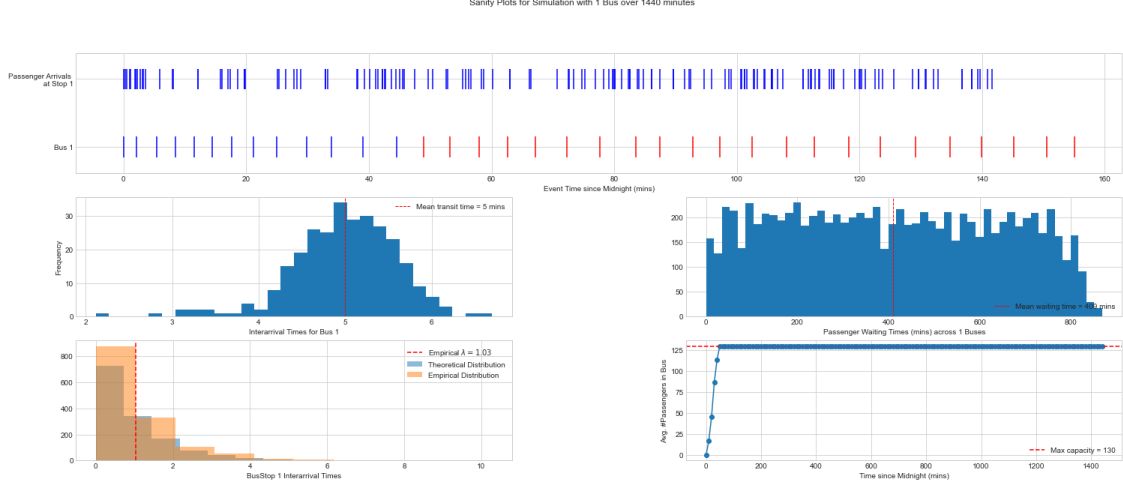 Sanity Plots for Simulation with 1 Bus over 1440 minutes
Passenger Arrivals
at Stop 1
Bus 1
0 20 40 60 80 100 120 140 160
Event Time since Midnight (mins)
Frequency
30
20
10
0
Mean transit time = 5 mins
2 3 4 5 6
Interarrival Times for Bus 1
200
150
100
50
0
Mean waiting time = 409 mins
0 200 400 600 800
Passenger Waiting Times (mins) across 1 Buses
800
600
400
200
0
Empirical λ = 1.03
Theoretical Distribution
Empirical Distribution
0 2 4 6 8 10
BusStop 1 Interarrival Times
Avg. #Passengers in Bus
125
100
75
50
25
0
Max capacity = 130
0 200 400 600 800 1000 1200 1400
Time since Midnight (mins)